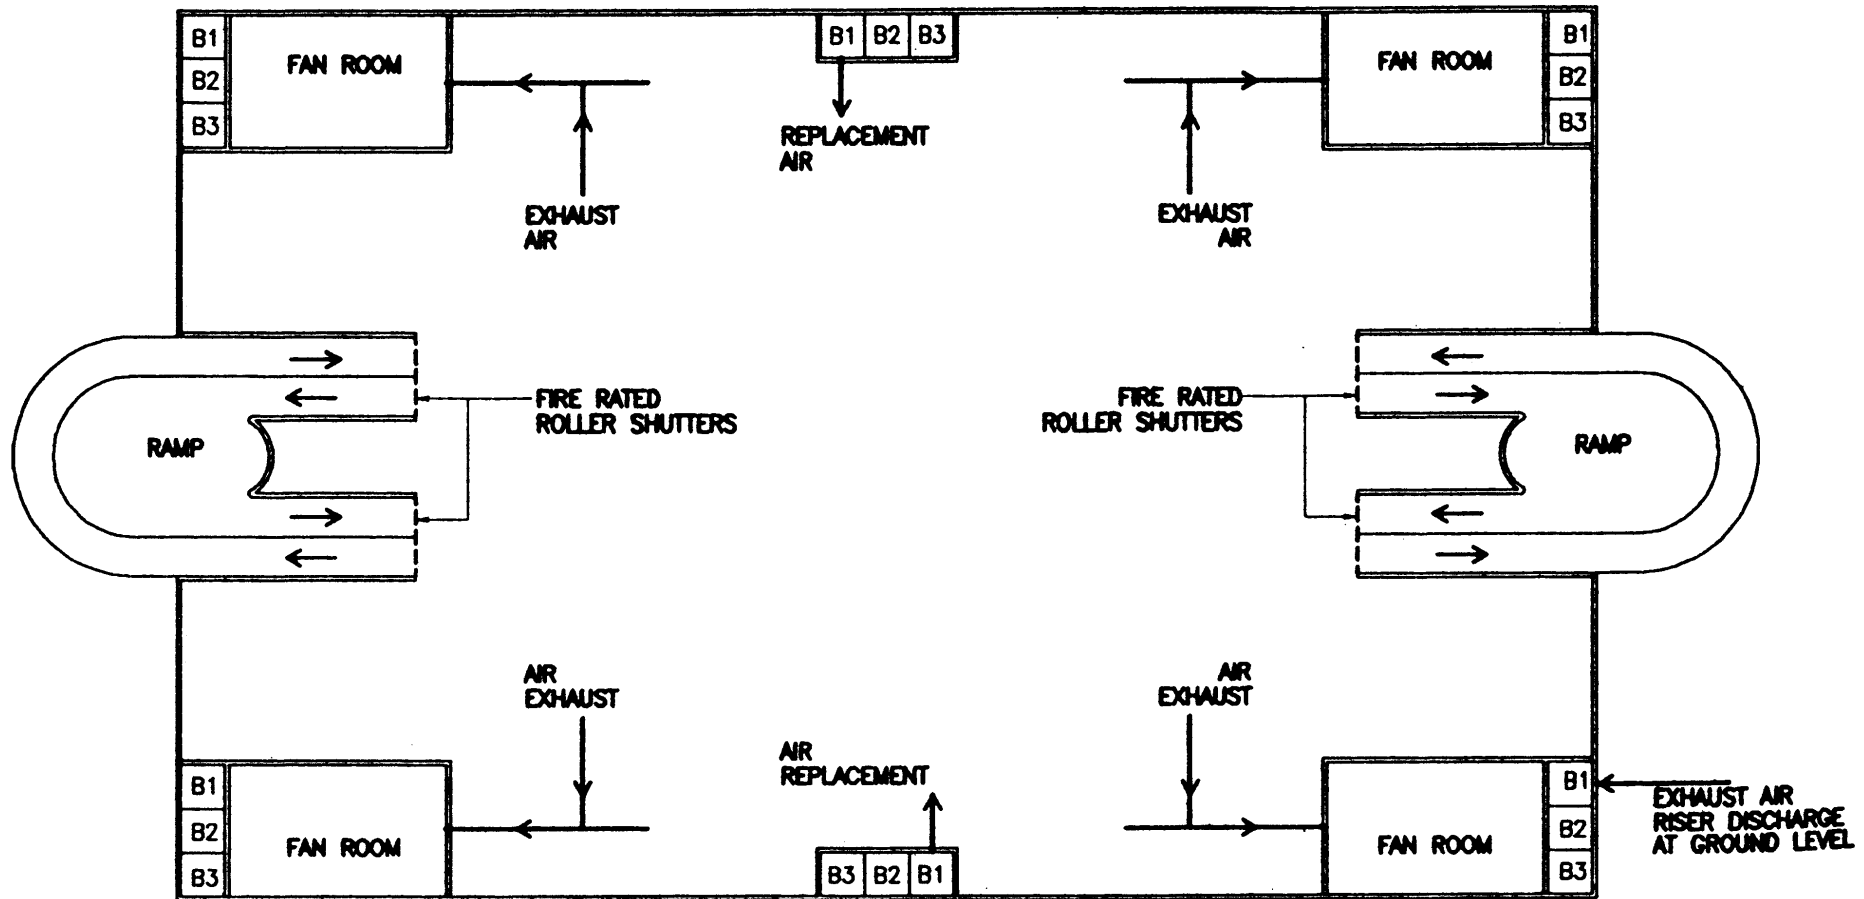 B1
B2
B3
FAN ROOM
B1 B2 B3
FAN ROOM
B1
B2
B3
REPLACEMENT
AIR
EXHAUST
AIR
EXHAUST
AIR
FIRE RATED
ROLLER SHUTTERS
FIRE RATED
ROLLER SHUTTERS
RAMP
RAMP
AIR
EXHAUST
AIR
EXHAUST
AIR
REPLACEMENT
B1
B2
B3
FAN ROOM
B3 B2 B1
FAN ROOM
B1
B2
B3
EXHAUST AIR
RISER DISCHARGE
AT GROUND LEVEL